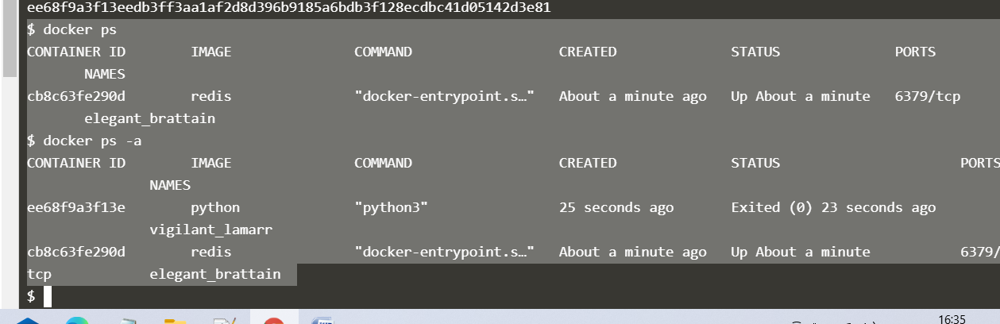 ee68f9a3f13eedb3ff3aa1af2d8d396b9185a6bdb3f128ecdbc41d05142d3e81
$ docker ps
CONTAINER ID IMAGE COMMAND CREATED STATUS PORTS
NAMES
cb8c63fe290d redis "docker-entrypoint.s…" About a minute ago Up About a minute 6379/tcp
elegant_brattain
$ docker ps -a
CONTAINER ID IMAGE COMMAND CREATED STATUS PORTS
NAMES
ee68f9a3f13e python "python3" 25 seconds ago Exited (0) 23 seconds ago
vigilant_lamarr
cb8c63fe290d redis "docker-entrypoint.s…" About a minute ago Up About a minute 6379/
tcp elegant_brattain
$
16:35